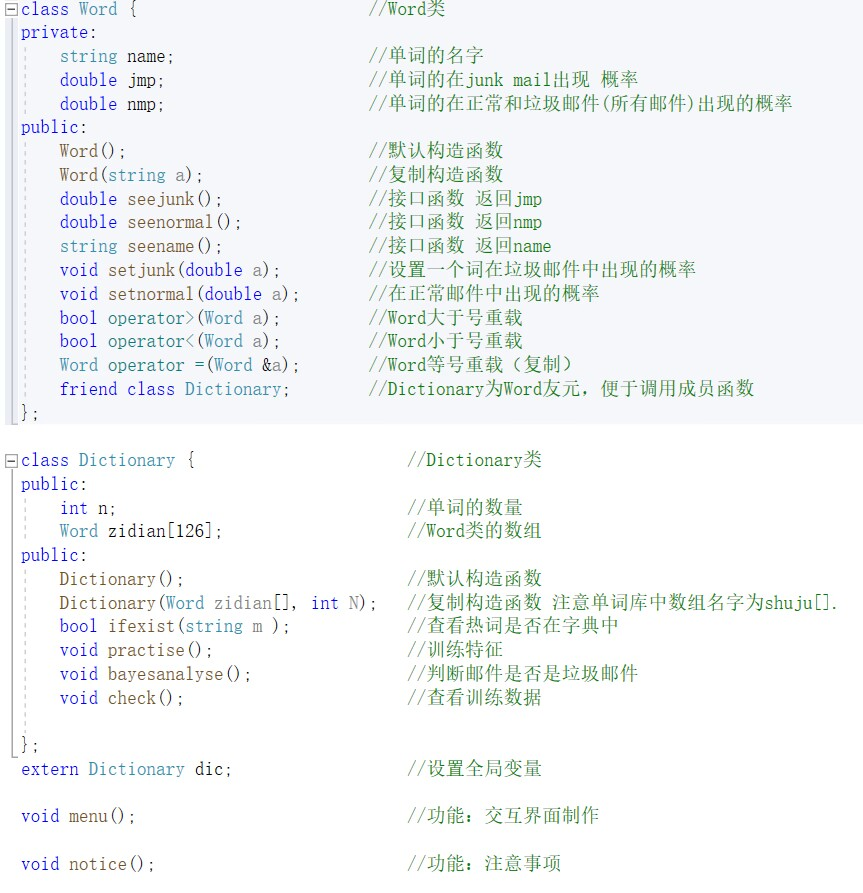 class Word { //Word类
private:
string name; //单词的名字
double jmp; //单词的在junk mail出现 概率
double nmp; //单词的在正常和垃圾邮件(所有邮件)出现的概率
public:
Word(); //默认构造函数
Word(string a); //复制构造函数
double seejunk(); //接口函数 返回jmp
double seenormal(); //接口函数 返回nmp
string seename(); //接口函数 返回name
void setjunk(double a); //设置一个词在垃圾邮件中出现的概率
void setnormal(double a); //在正常邮件中出现的概率
bool operator>(Word a); //Word大于号重载
bool operator<(Word a); //Word小于号重载
Word operator =(Word &a); //Word等号重载（复制）
friend class Dictionary; //Dictionary为Word友元，便于调用成员函数
};
class Dictionary { //Dictionary类
public:
int n; //单词的数量
Word zidian[126]; //Word类的数组
public:
Dictionary(); //默认构造函数
Dictionary(Word zidian[], int N); //复制构造函数 注意单词库中数组名字为shuju[].
bool ifexist(string m ); //查看热词是否在字典中
void practise(); //训练特征
void bayesanalyse(); //判断邮件是否是垃圾邮件
void check(); //查看训练数据
};
extern Dictionary dic; //设置全局变量
void menu(); //功能：交互界面制作
void notice(); //功能：注意事项